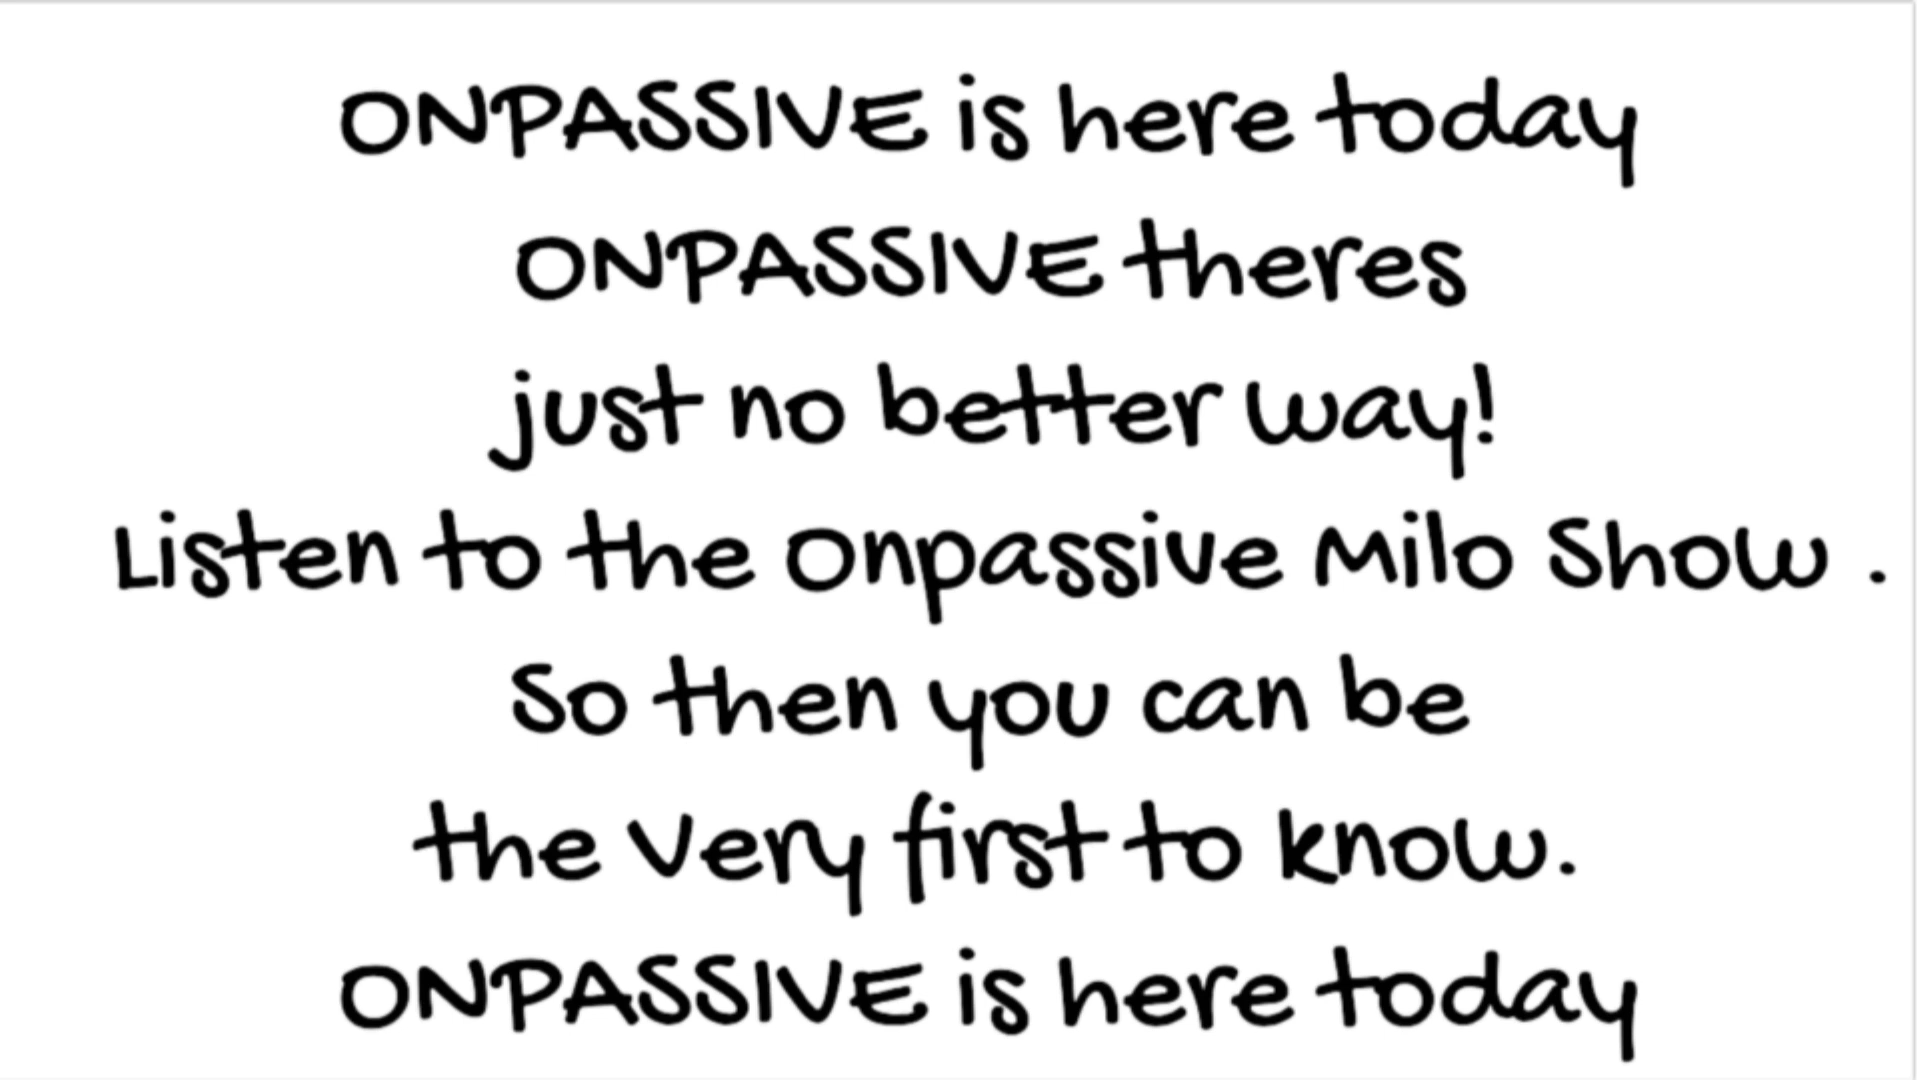 ONPASSIVE is here today
ONPASSIVE theres
just no better way!
Listen to the Onpassive Milo Show .
So then you can be
the very first to know.
ONPASSIVE is here today